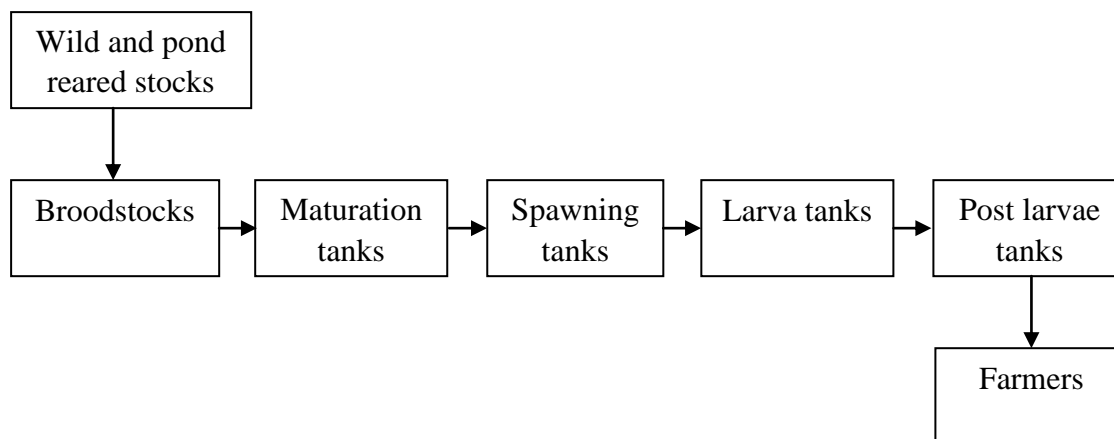 Wild and pond
reared stocks
Broodstocks
Maturation
tanks
Spawning
tanks
Larva tanks
Post larvae
tanks
Farmers